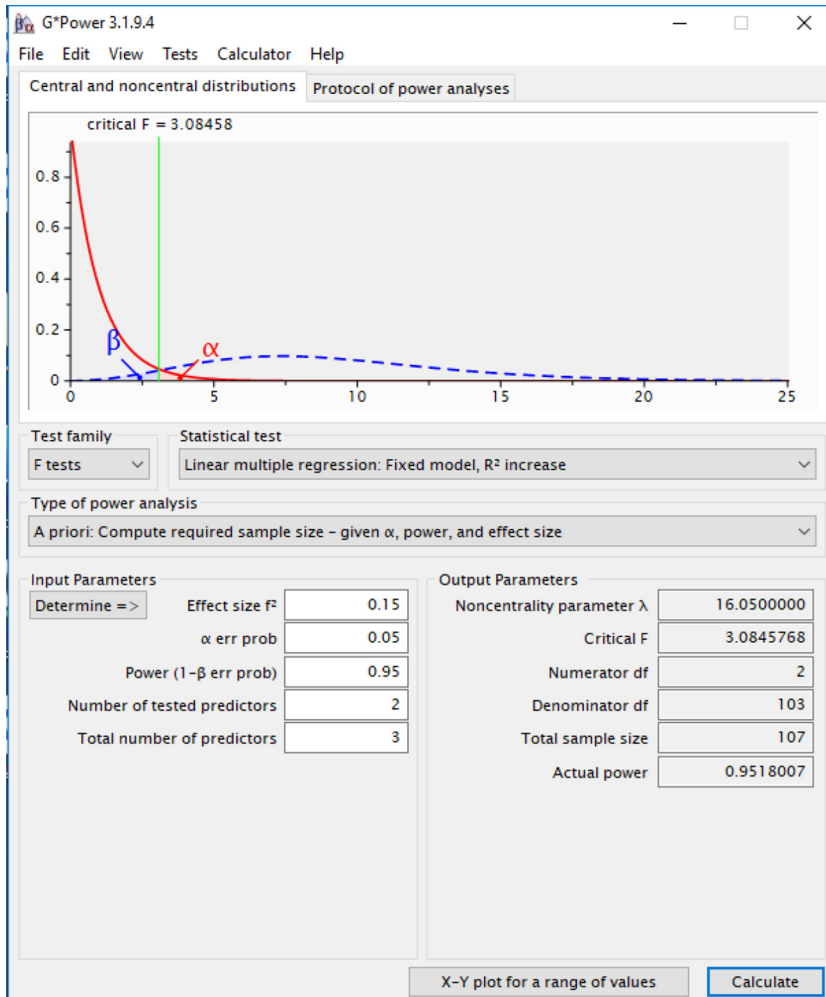 G*Power 3.1.9.4
File Edit View Tests Calculator Help
Central and noncentral distributions Protocol of power analyses
critical F = 3.08458
0.8
0.6
0.4
0.2
0
β α
0 5 10 15 20 25
Test family Statistical test
F tests Linear multiple regression: Fixed model, R² increase
Type of power analysis
A priori: Compute required sample size - given α, power, and effect size
Input Parameters Output Parameters
Determine => Effect size f² 0.15 Noncentrality parameter λ 16.0500000
α err prob 0.05 Critical F 3.0845768
Power (1-β err prob) 0.95 Numerator df 2
Number of tested predictors 2 Denominator df 103
Total number of predictors 3 Total sample size 107
Actual power 0.9518007
X-Y plot for a range of values Calculate